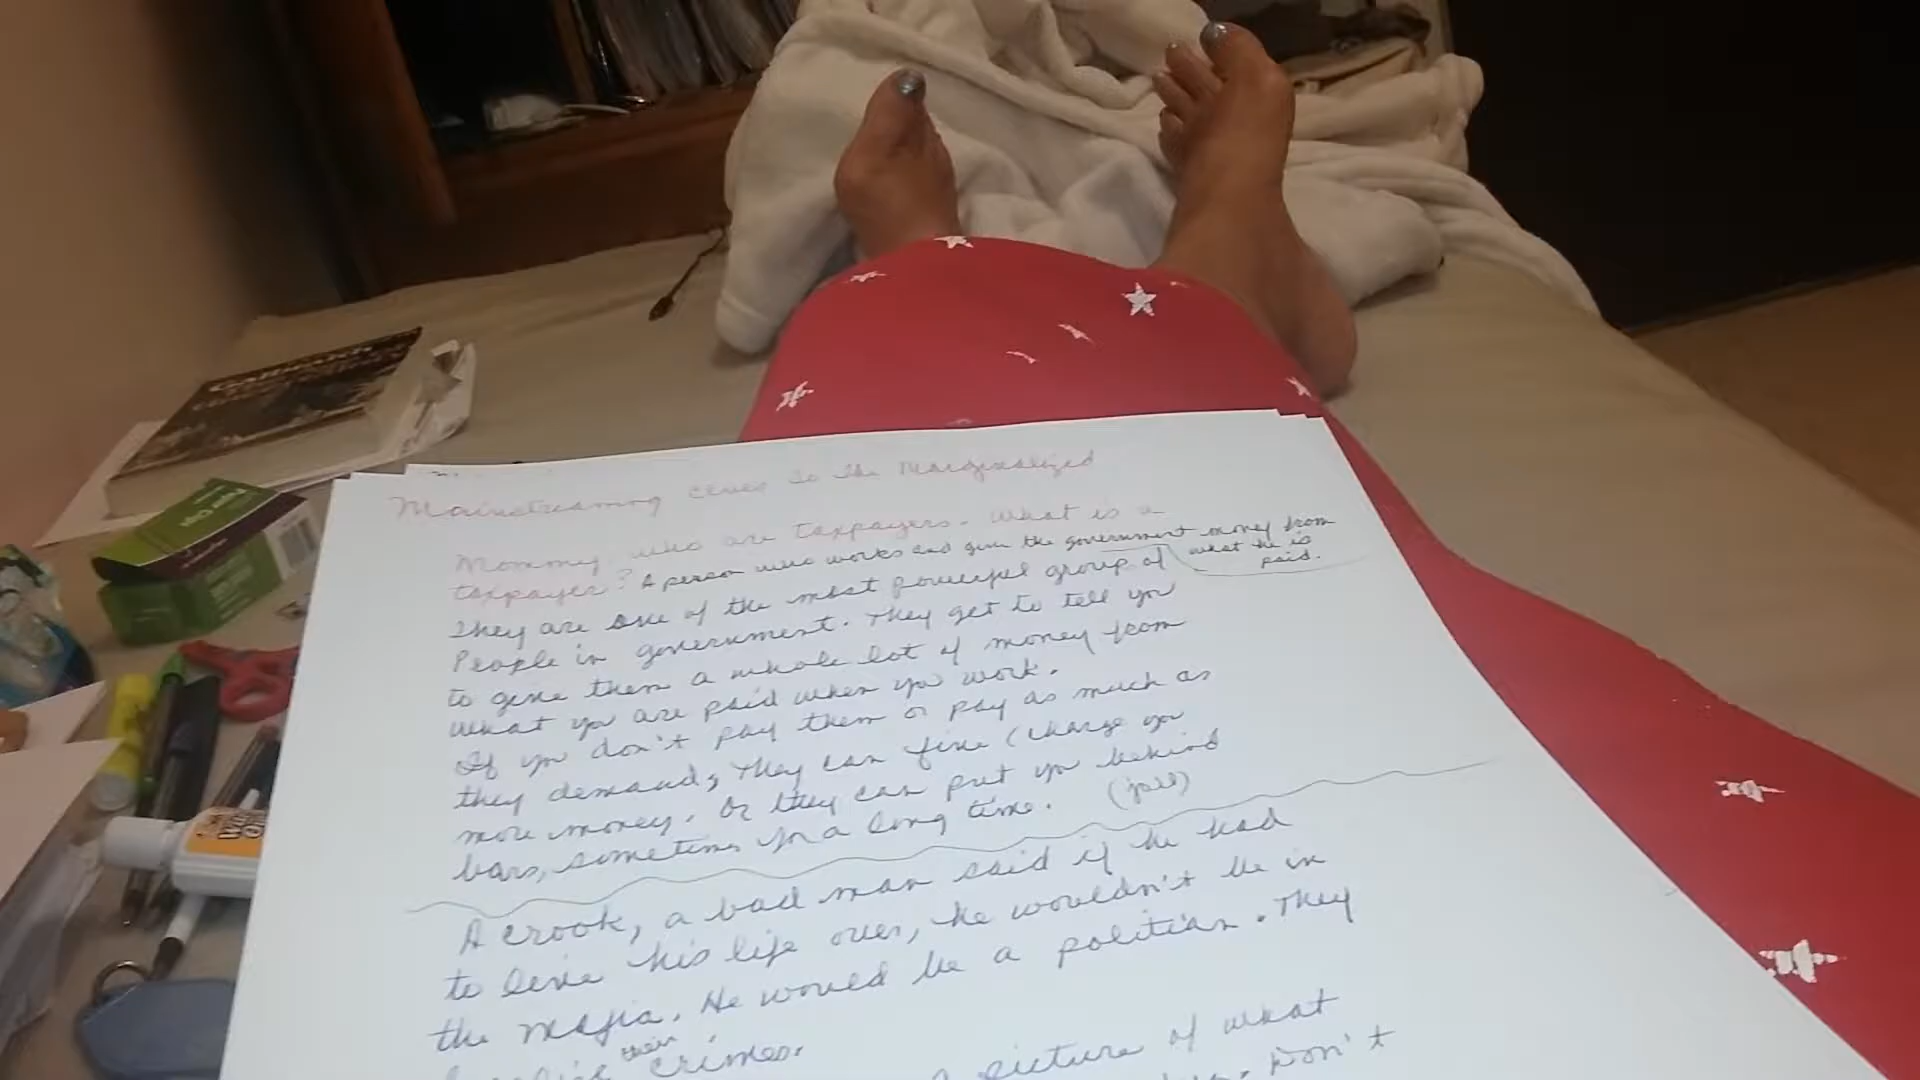 Mainstreaming Clues to The Marginalized
Mommy who are taxpayers. What is a
taxpayer? A person who works and give the government money from
what he is
paid.
They are one of the most powerful group of
People in government. They get to tell you
to give them a whole lot of money from
what you are paid when you work.
If you don't pay them or pay as much as
they demand, They can fine (charge you
more money. Or they can put you behind
bars, sometimes for a long time. (jail)
A crook, a bad man said if he had
to live his life over, he wouldn't be in
the Mafia. He would be a politian. They
their crimes.
picture of what
Don't
Paper Clips